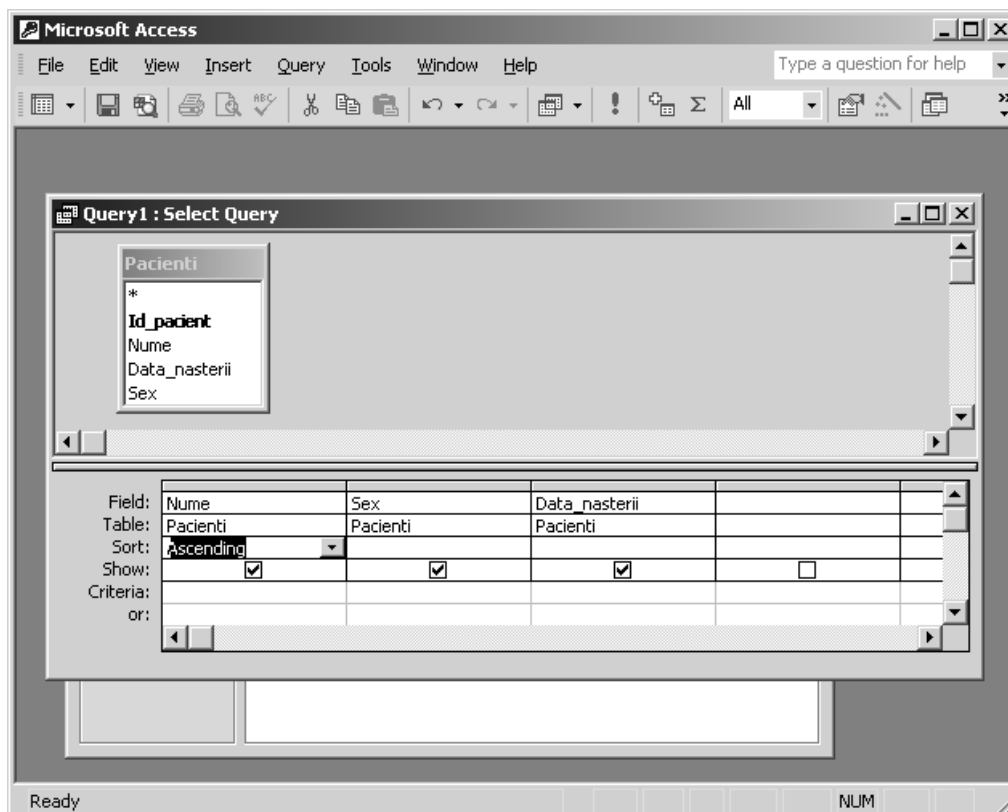 Microsoft Access
File Edit View Insert Query Tools Window Help Type a question for help
ABC Σ All
Query1 : Select Query
Pacienti
*
Id_pacient
Nume
Data_nasterii
Sex
Field: Nume Sex Data_nasterii
Table: Pacienti Pacienti Pacienti
Sort: Ascending
Show:
Criteria:
or:
Ready NUM